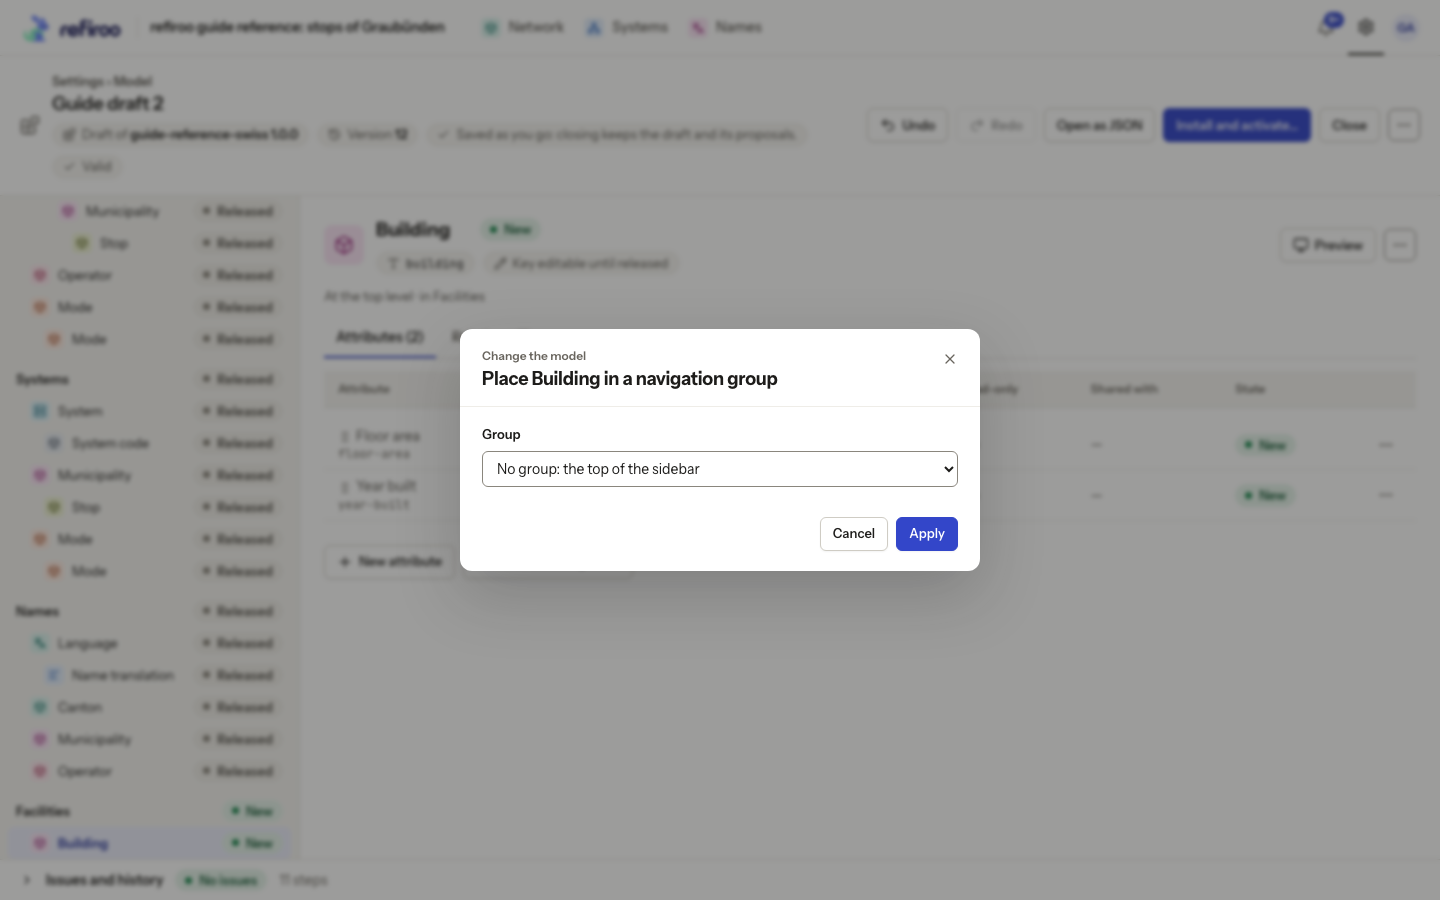 refiroo
refiroo guide reference: stops of Graubünden
Network
Systems
Names
GA
Settings › Model
Guide draft 2
Draft of guide-reference-swiss 1.0.0
Version 12
Saved as you go: closing keeps the draft and its proposals.
Valid
Undo
Redo
Open as JSON
Install and activate...
Close
Municipality Released
Stop Released
Operator Released
Mode Released
Mode Released
Systems Released
System Released
System code Released
Municipality Released
Stop Released
Mode Released
Mode Released
Names Released
Language Released
Name translation Released
Canton Released
Municipality Released
Operator Released
Facilities New
Building New
Building New
building
Key editable until released
Preview
At the top level · in Facilities
Attributes (2)
Attribute
Shared with
State
Floor area
floor-area
— New
Year built
year-built
— New
New attribute
Change the model
Place Building in a navigation group
Group
No group: the top of the sidebar
Cancel
Apply
Issues and history
No issues
11 steps